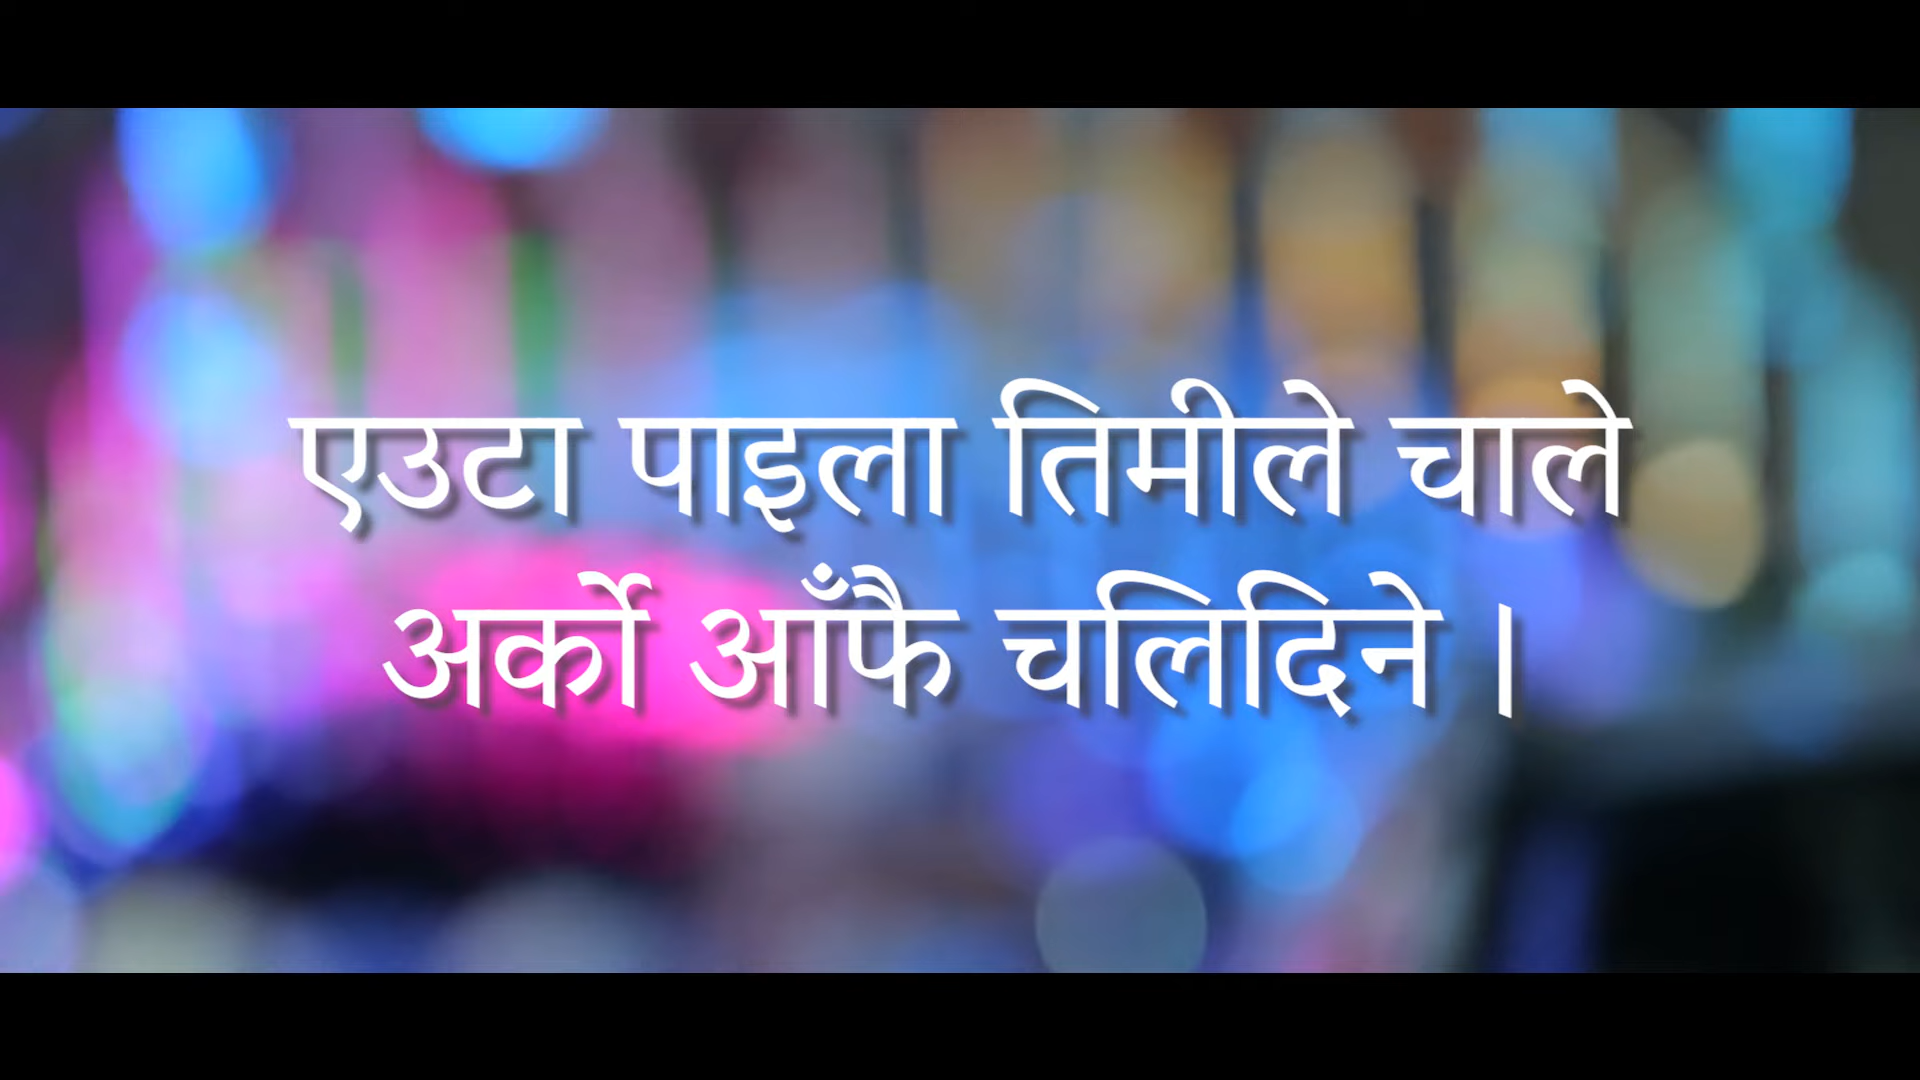 एउटा पाइला तिमीले चाले
अर्को आँफै चलिदिने ।